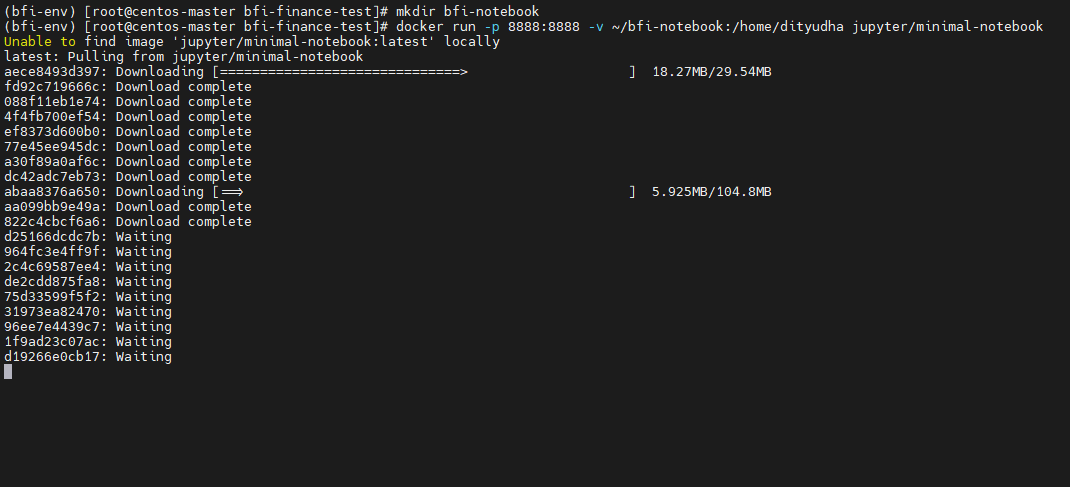 (bfi-env) [root@centos-master bfi-finance-test]# mkdir bfi-notebook
(bfi-env) [root@centos-master bfi-finance-test]# docker run -p 8888:8888 -v ~/bfi-notebook:/home/dityudha jupyter/minimal-notebook
Unable to find image 'jupyter/minimal-notebook:latest' locally
latest: Pulling from jupyter/minimal-notebook
aece8493d397: Downloading [==============================>                    ]  18.27MB/29.54MB
fd92c719666c: Download complete
088f11eb1e74: Download complete
4f4fb700ef54: Download complete
ef8373d600b0: Download complete
77e45ee945dc: Download complete
a30f89a0af6c: Download complete
dc42adc7eb73: Download complete
abaa8376a650: Downloading [==>                                                ]  5.925MB/104.8MB
aa099bb9e49a: Download complete
822c4cbcf6a6: Download complete
d25166dcdc7b: Waiting
964fc3e4ff9f: Waiting
2c4c69587ee4: Waiting
de2cdd875fa8: Waiting
75d33599f5f2: Waiting
31973ea82470: Waiting
96ee7e4439c7: Waiting
1f9ad23c07ac: Waiting
d19266e0cb17: Waiting